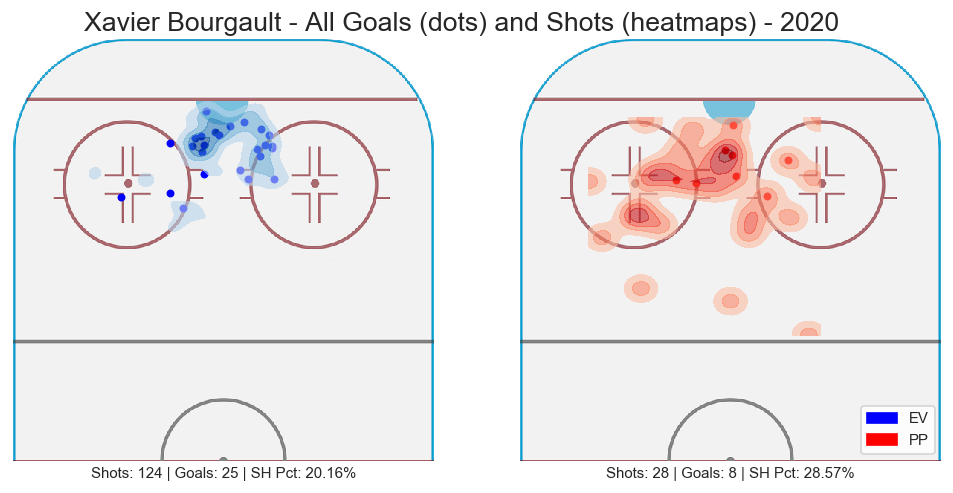 Xavier Bourgault - All Goals (dots) and Shots (heatmaps) - 2020
EV
PP
Shots: 124 | Goals: 25 | SH Pct: 20.16%
Shots: 28 | Goals: 8 | SH Pct: 28.57%